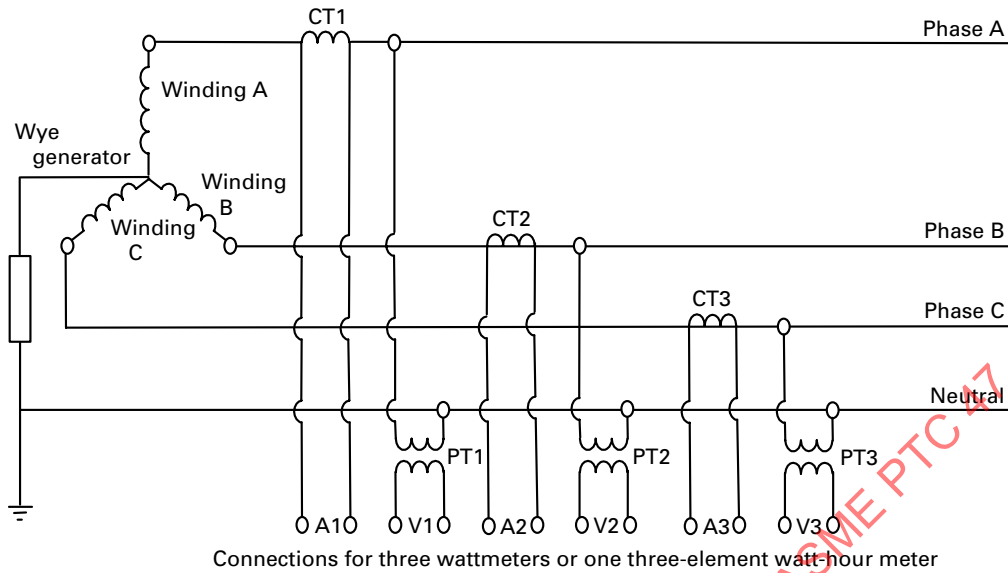 CT1
Phase A
Winding A
Wye
generator
Winding
B
Winding
C
CT2
Phase B
CT3
Phase C
Neutral
PT1
PT2
PT3
A1
V1
A2
V2
A3
V3
Connections for three wattmeters or one three-element watt-hour meter
ASME PTC 47